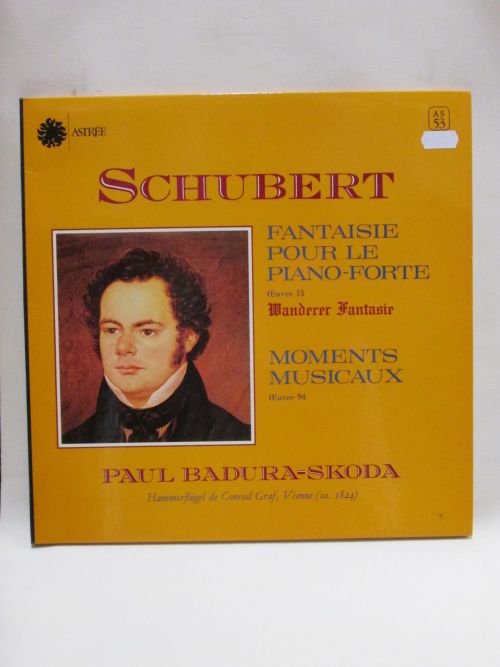 ASTRÉE
AS
53
SCHUBERT
FANTAISIE
POUR LE
PIANO-FORTE
Œuvre 15
Wanderer Fantasie
MOMENTS
MUSICAUX
Œuvre 94
PAUL BADURA-SKODA
Hammerflügel de Conrad Graf, Vienne (ca. 1824)